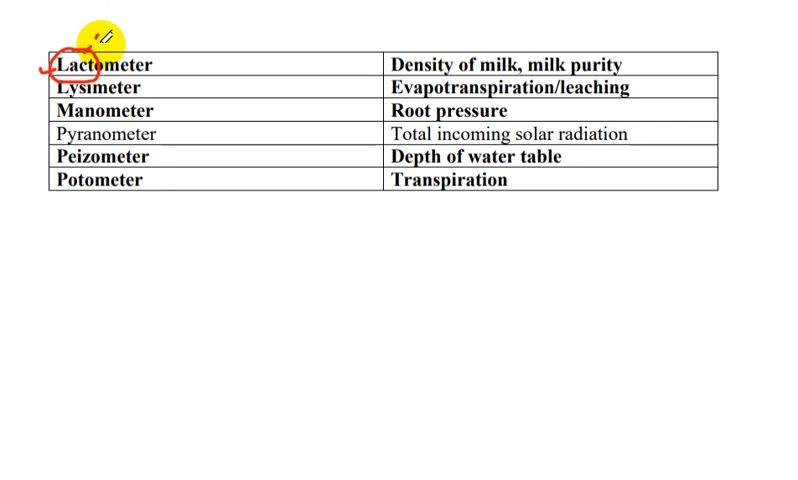 Lactometer Density of milk, milk purity
Lysimeter Evapotranspiration/leaching
Manometer Root pressure
Pyranometer Total incoming solar radiation
Peizometer Depth of water table
Potometer Transpiration